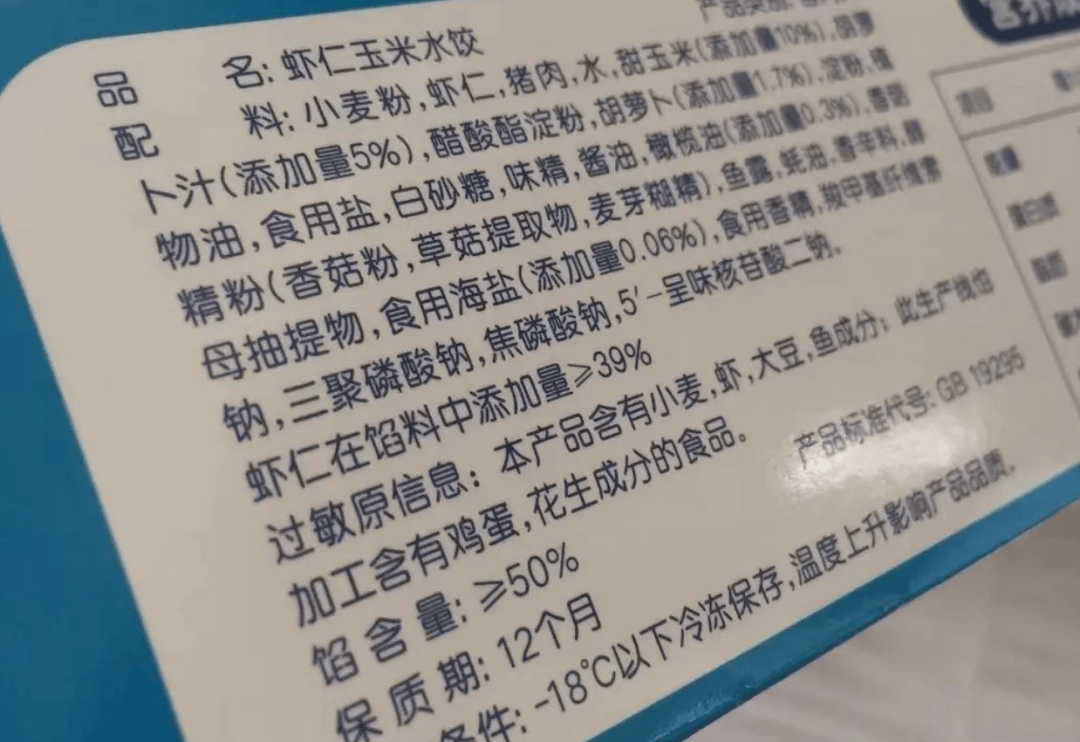 品 名: 虾仁玉米水饺
配 料: 小麦粉,虾仁,猪肉,水,甜玉米(添加量10%),胡萝
卜汁(添加量5%),醋酸酯淀粉,胡萝卜(添加量1.7%),淀粉,植
物油,食用盐,白砂糖,味精,酱油,橄榄油(添加量0.3%),香菇
精粉(香菇粉,草菇提取物,麦芽糊精),鱼露,蚝油,香辛料,酵
母抽提物,食用海盐(添加量0.06%),食用香精,羧甲基纤维素
钠,三聚磷酸钠,焦磷酸钠,5′-呈味核苷酸二钠。
虾仁在馅料中添加量≥39%
过敏原信息: 本产品含有小麦,虾,大豆,鱼成分; 此生产线也
加工含有鸡蛋,花生成分的食品。
馅含量: ≥50%
产品标准代号: GB 19295
保质期: 12个月
条件: -18℃以下冷冻保存,温度上升影响产品品质。
项目
能量
蛋白质
脂肪